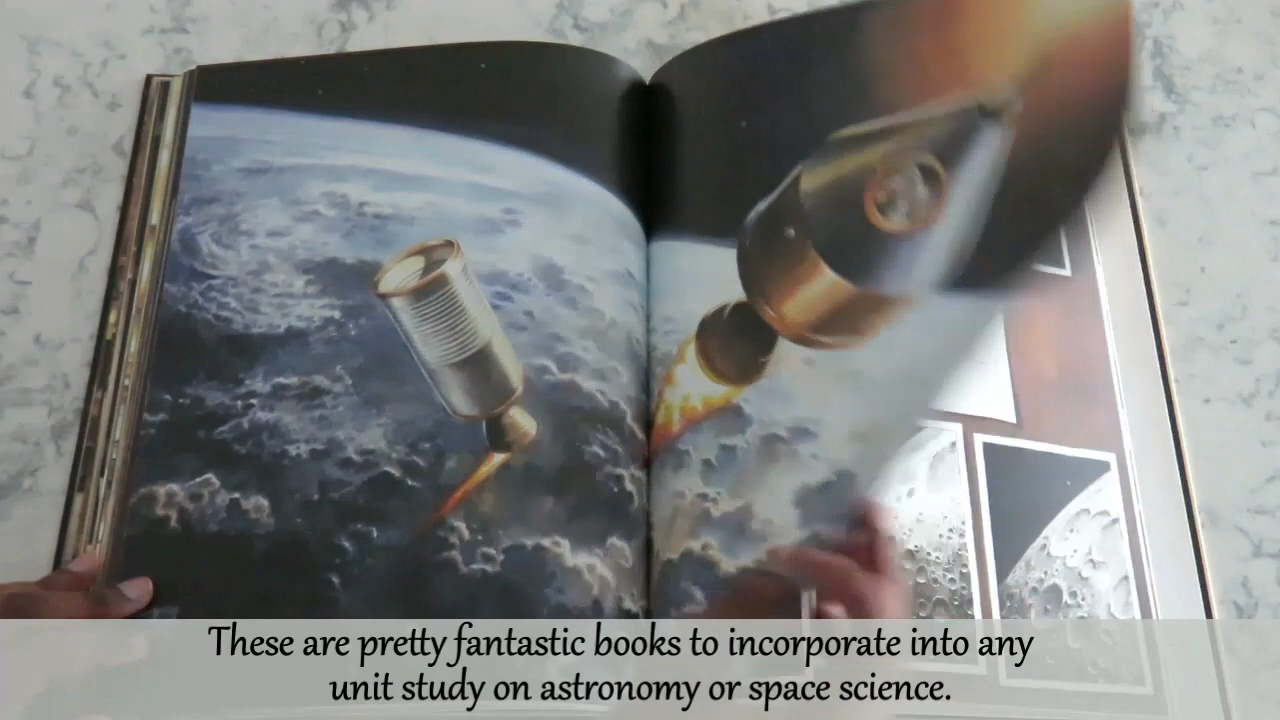 These are pretty fantastic books to incorporate into any
unit study on astronomy or space science.